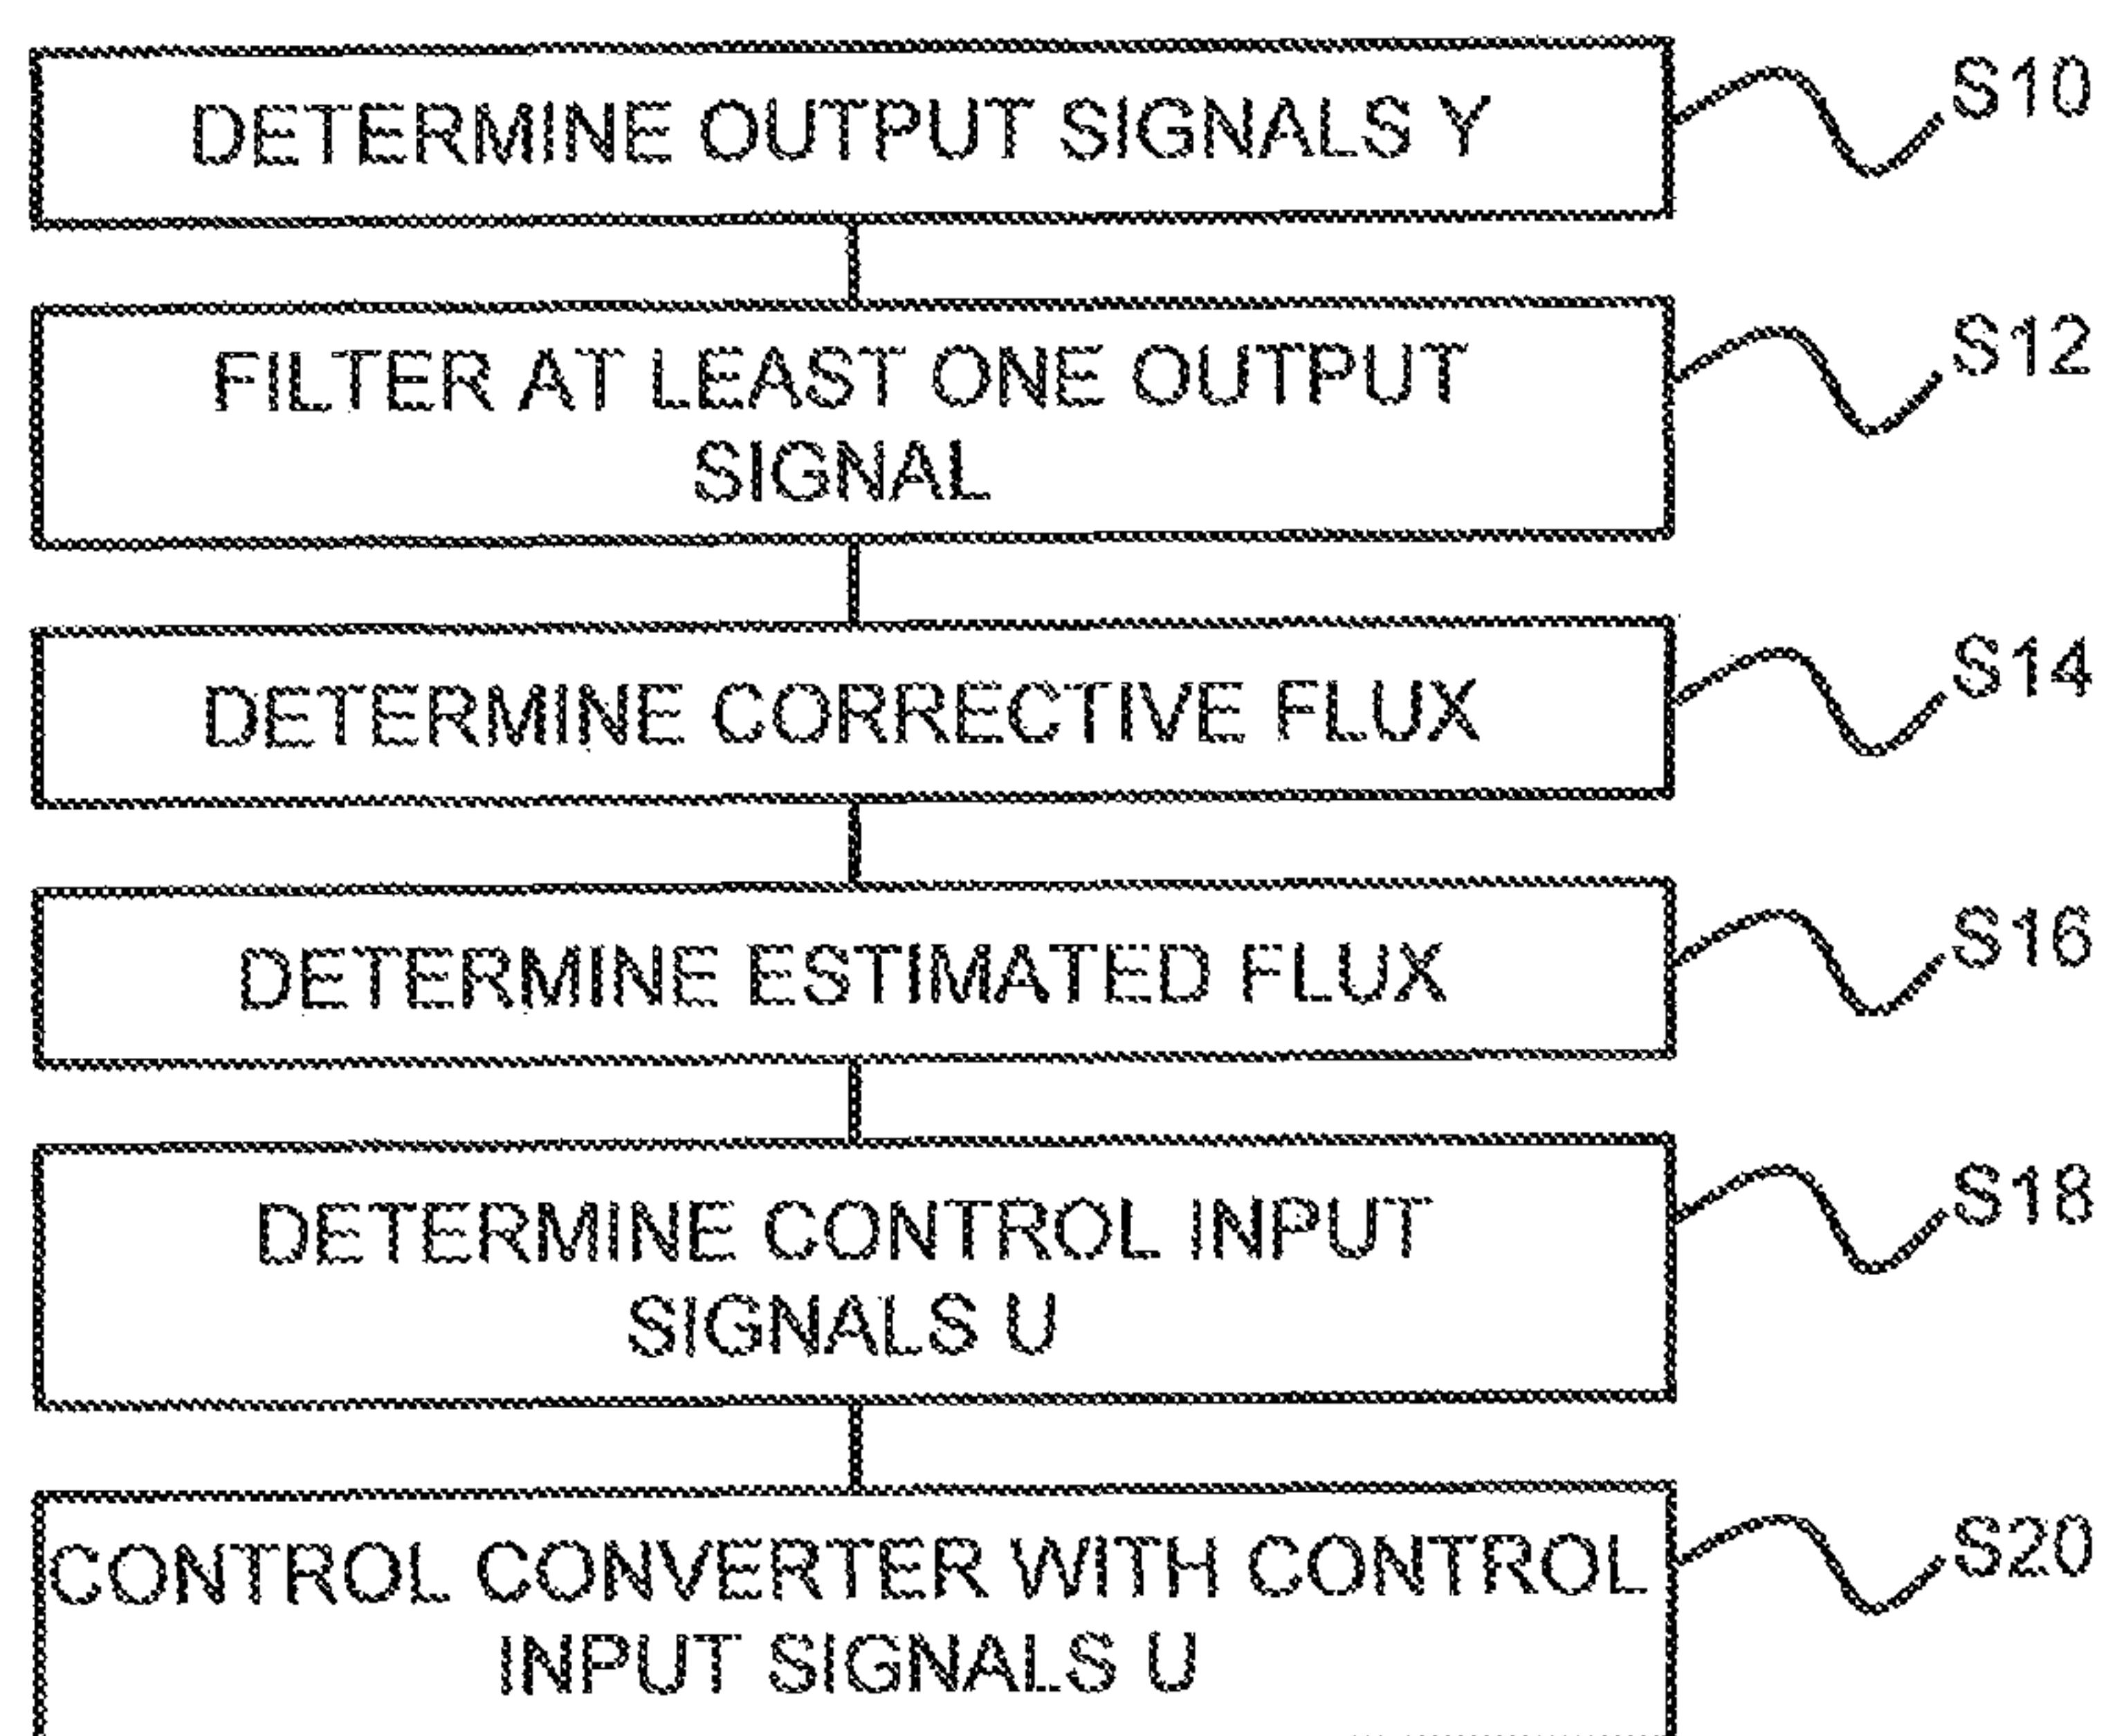 DETERMINE OUTPUT SIGNALS Y
S10
FILTER AT LEAST ONE OUTPUT
SIGNAL
S12
DETERMINE CORRECTIVE FLUX
S14
DETERMINE ESTIMATED FLUX
S16
DETERMINE CONTROL INPUT
SIGNALS U
S18
CONTROL CONVERTER WITH CONTROL
INPUT SIGNALS U
S20